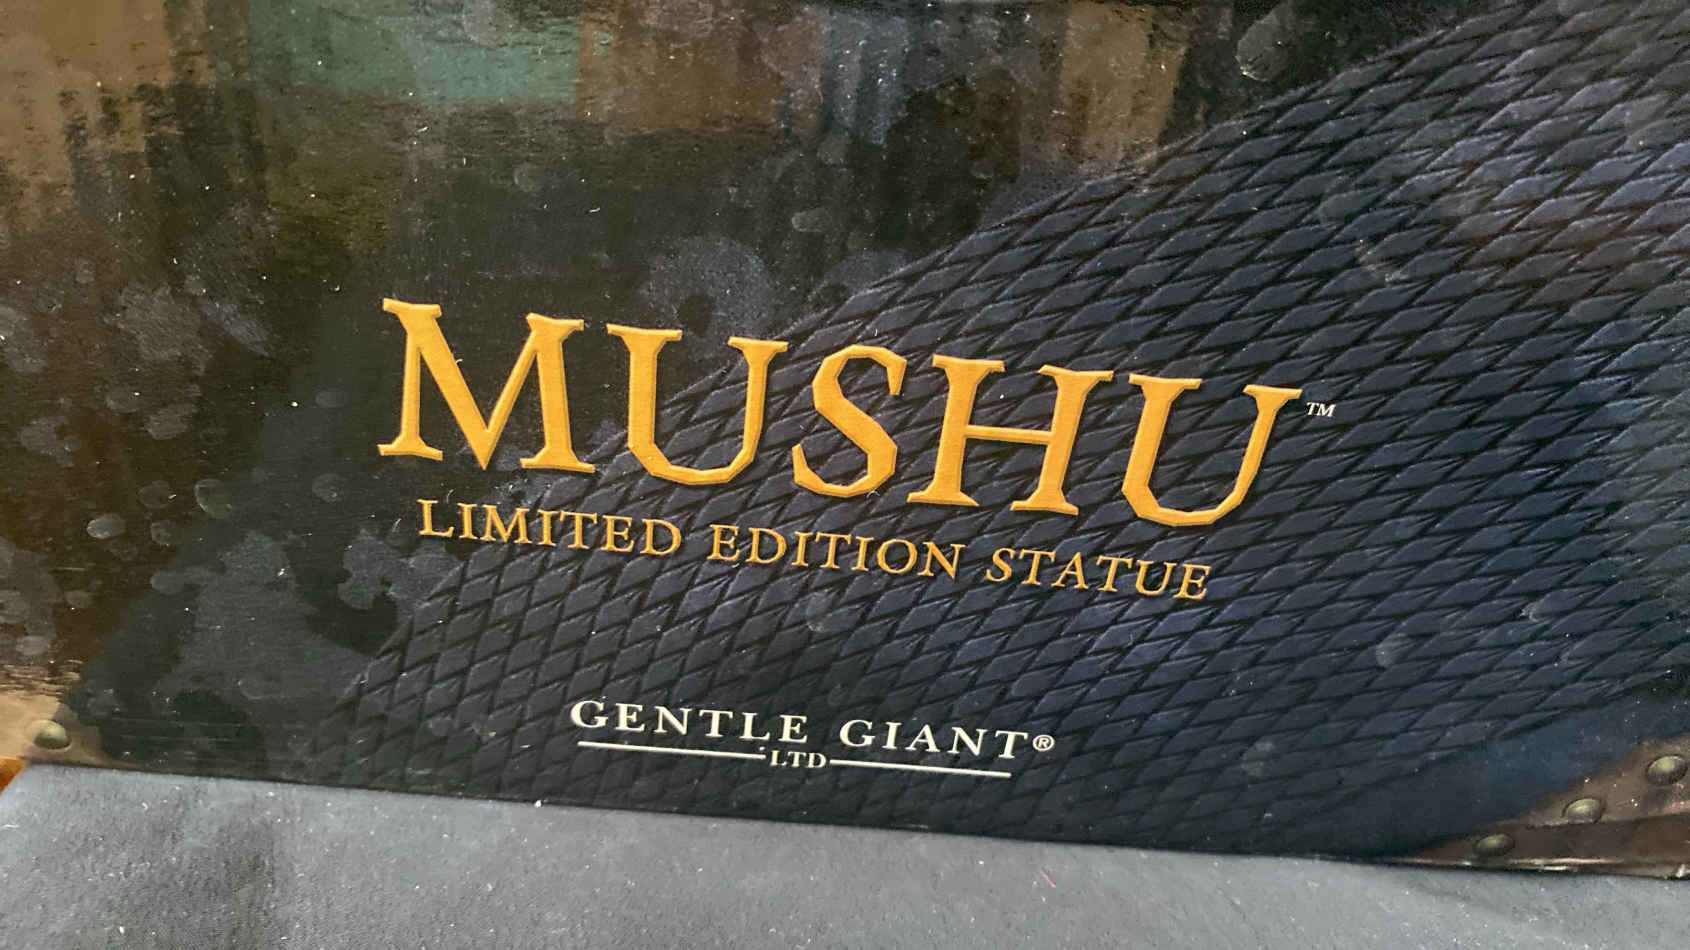 MUSHU™
LIMITED EDITION STATUE
GENTLE GIANT®
LTD